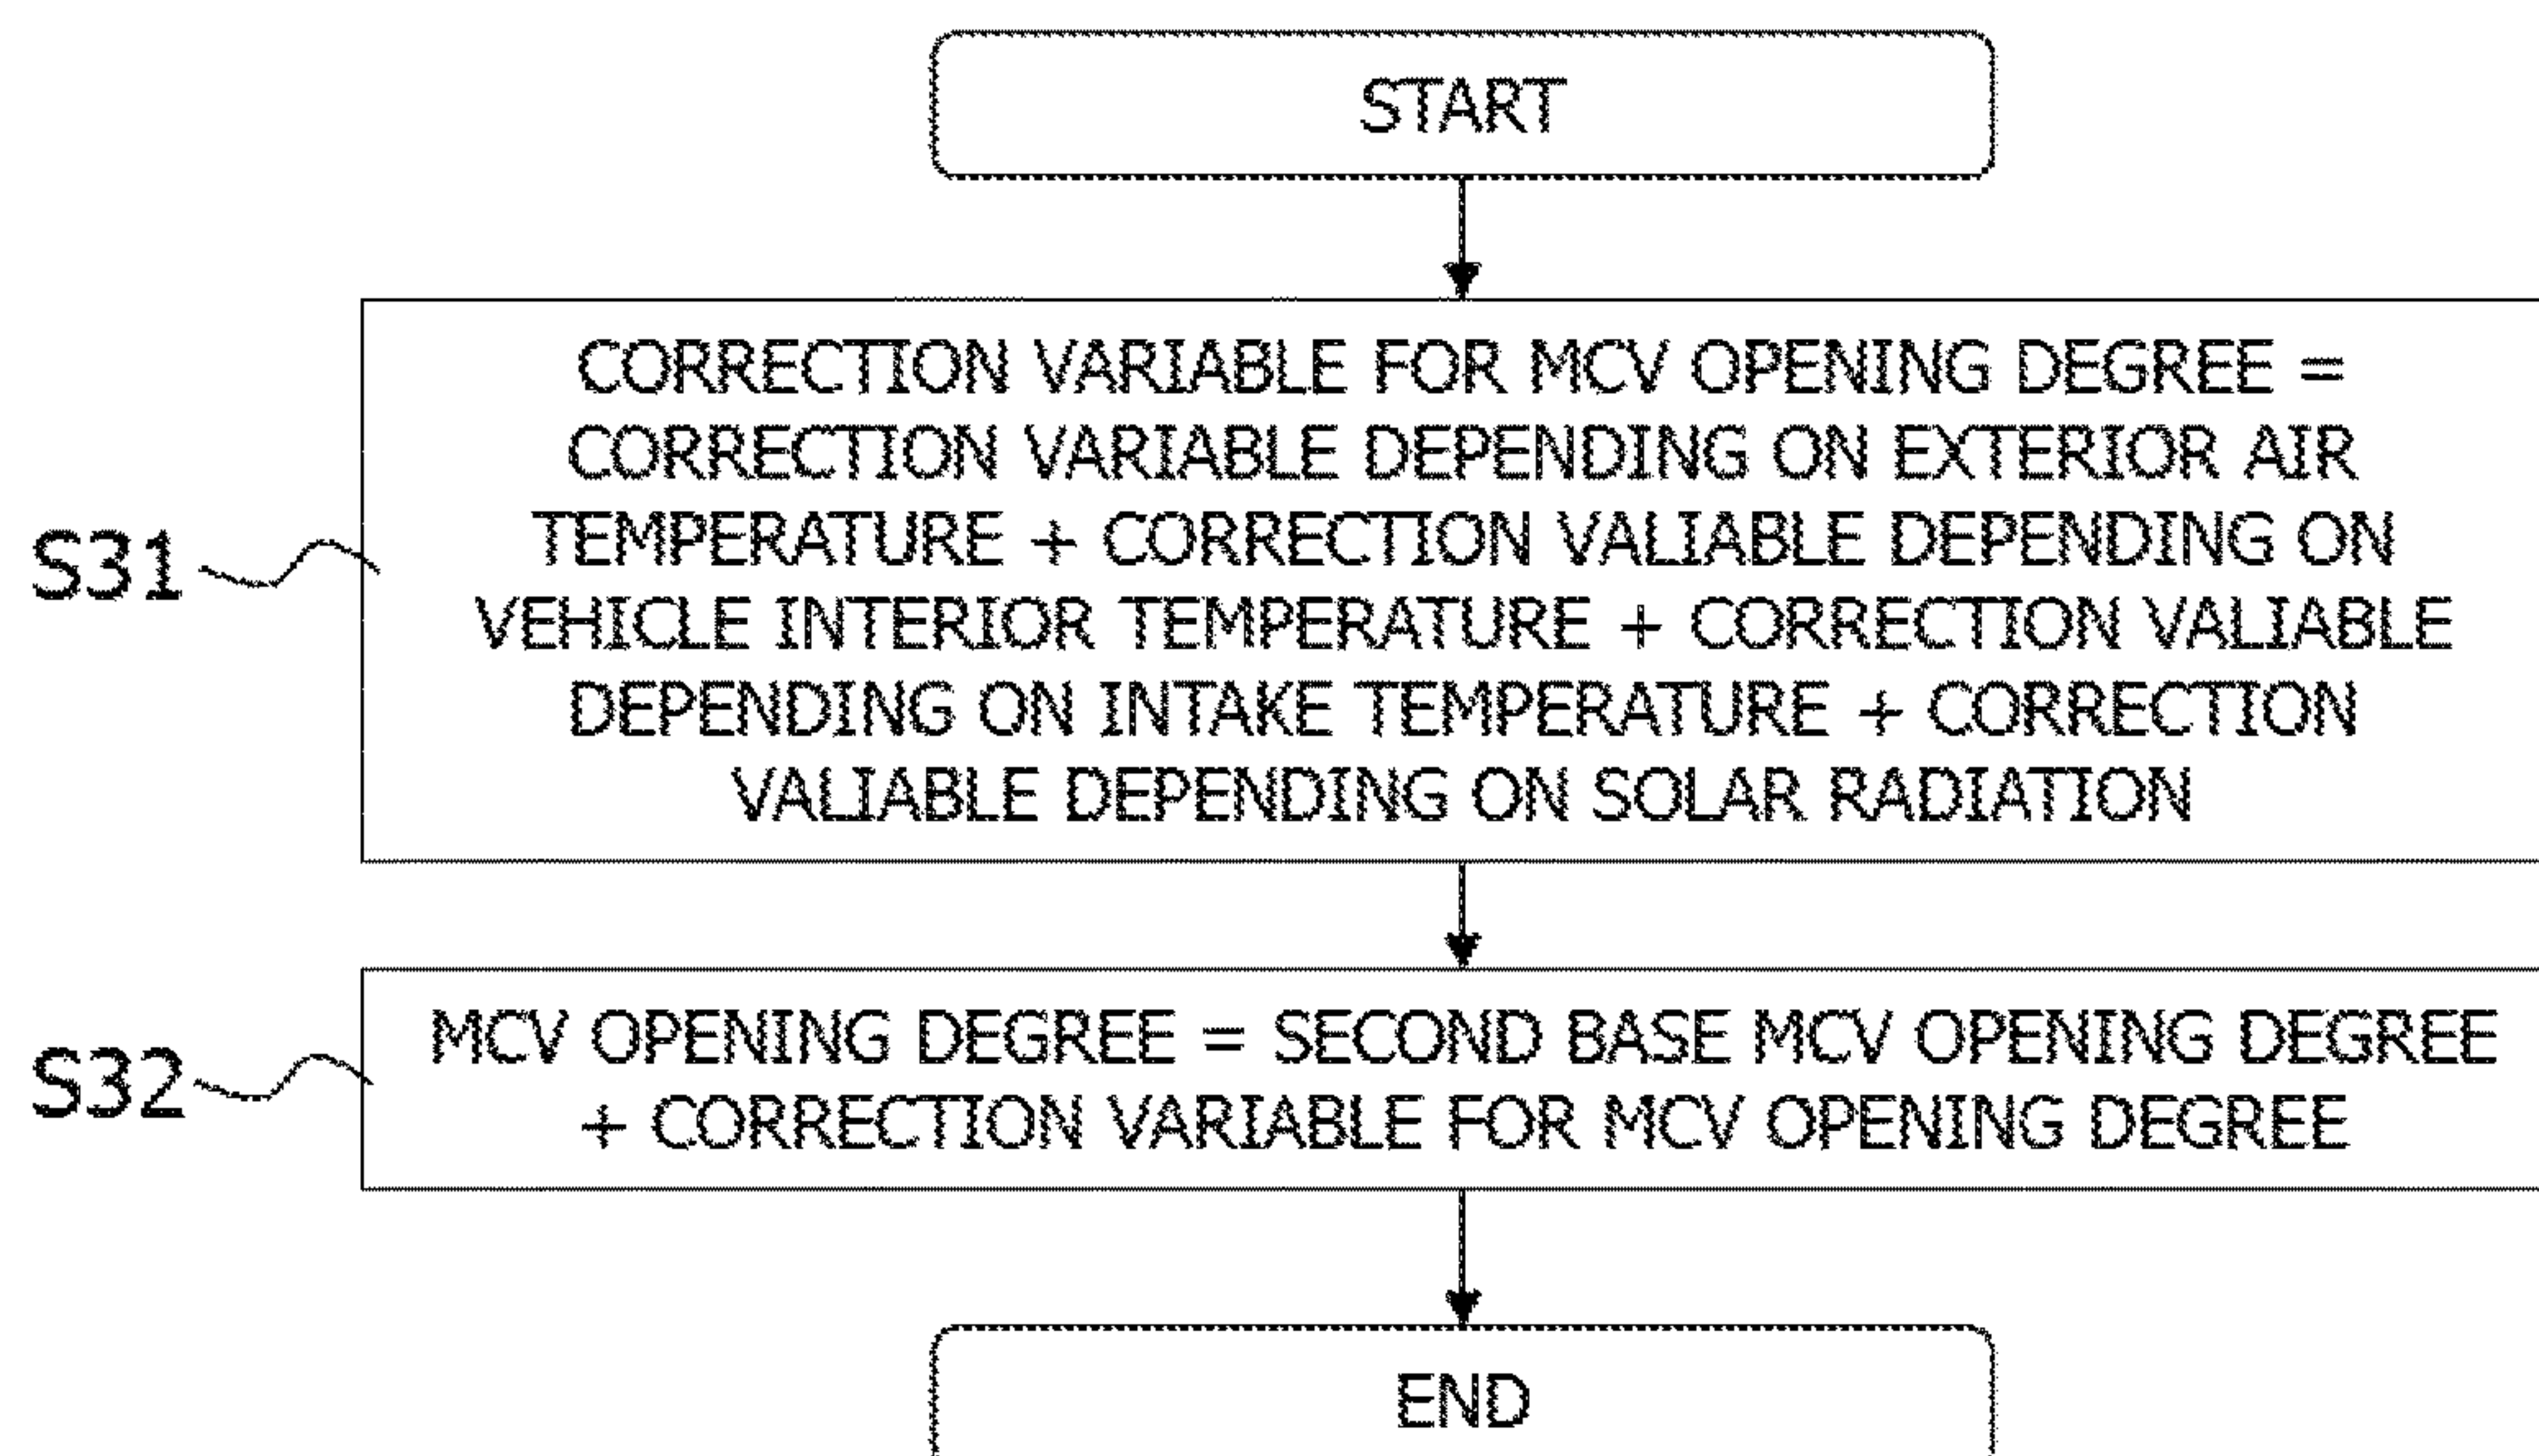 START
CORRECTION VARIABLE FOR MCV OPENING DEGREE =
CORRECTION VARIABLE DEPENDING ON EXTERIOR AIR
TEMPERATURE + CORRECTION VALIABLE DEPENDING ON
S31
VEHICLE INTERIOR TEMPERATURE + CORRECTION VALIABLE
DEPENDING ON INTAKE TEMPERATURE + CORRECTION
VALIABLE DEPENDING ON SOLAR RADIATION
MCV OPENING DEGREE = SECOND BASE MCV OPENING DEGREE
S32
+ CORRECTION VARIABLE FOR MCV OPENING DEGREE
END